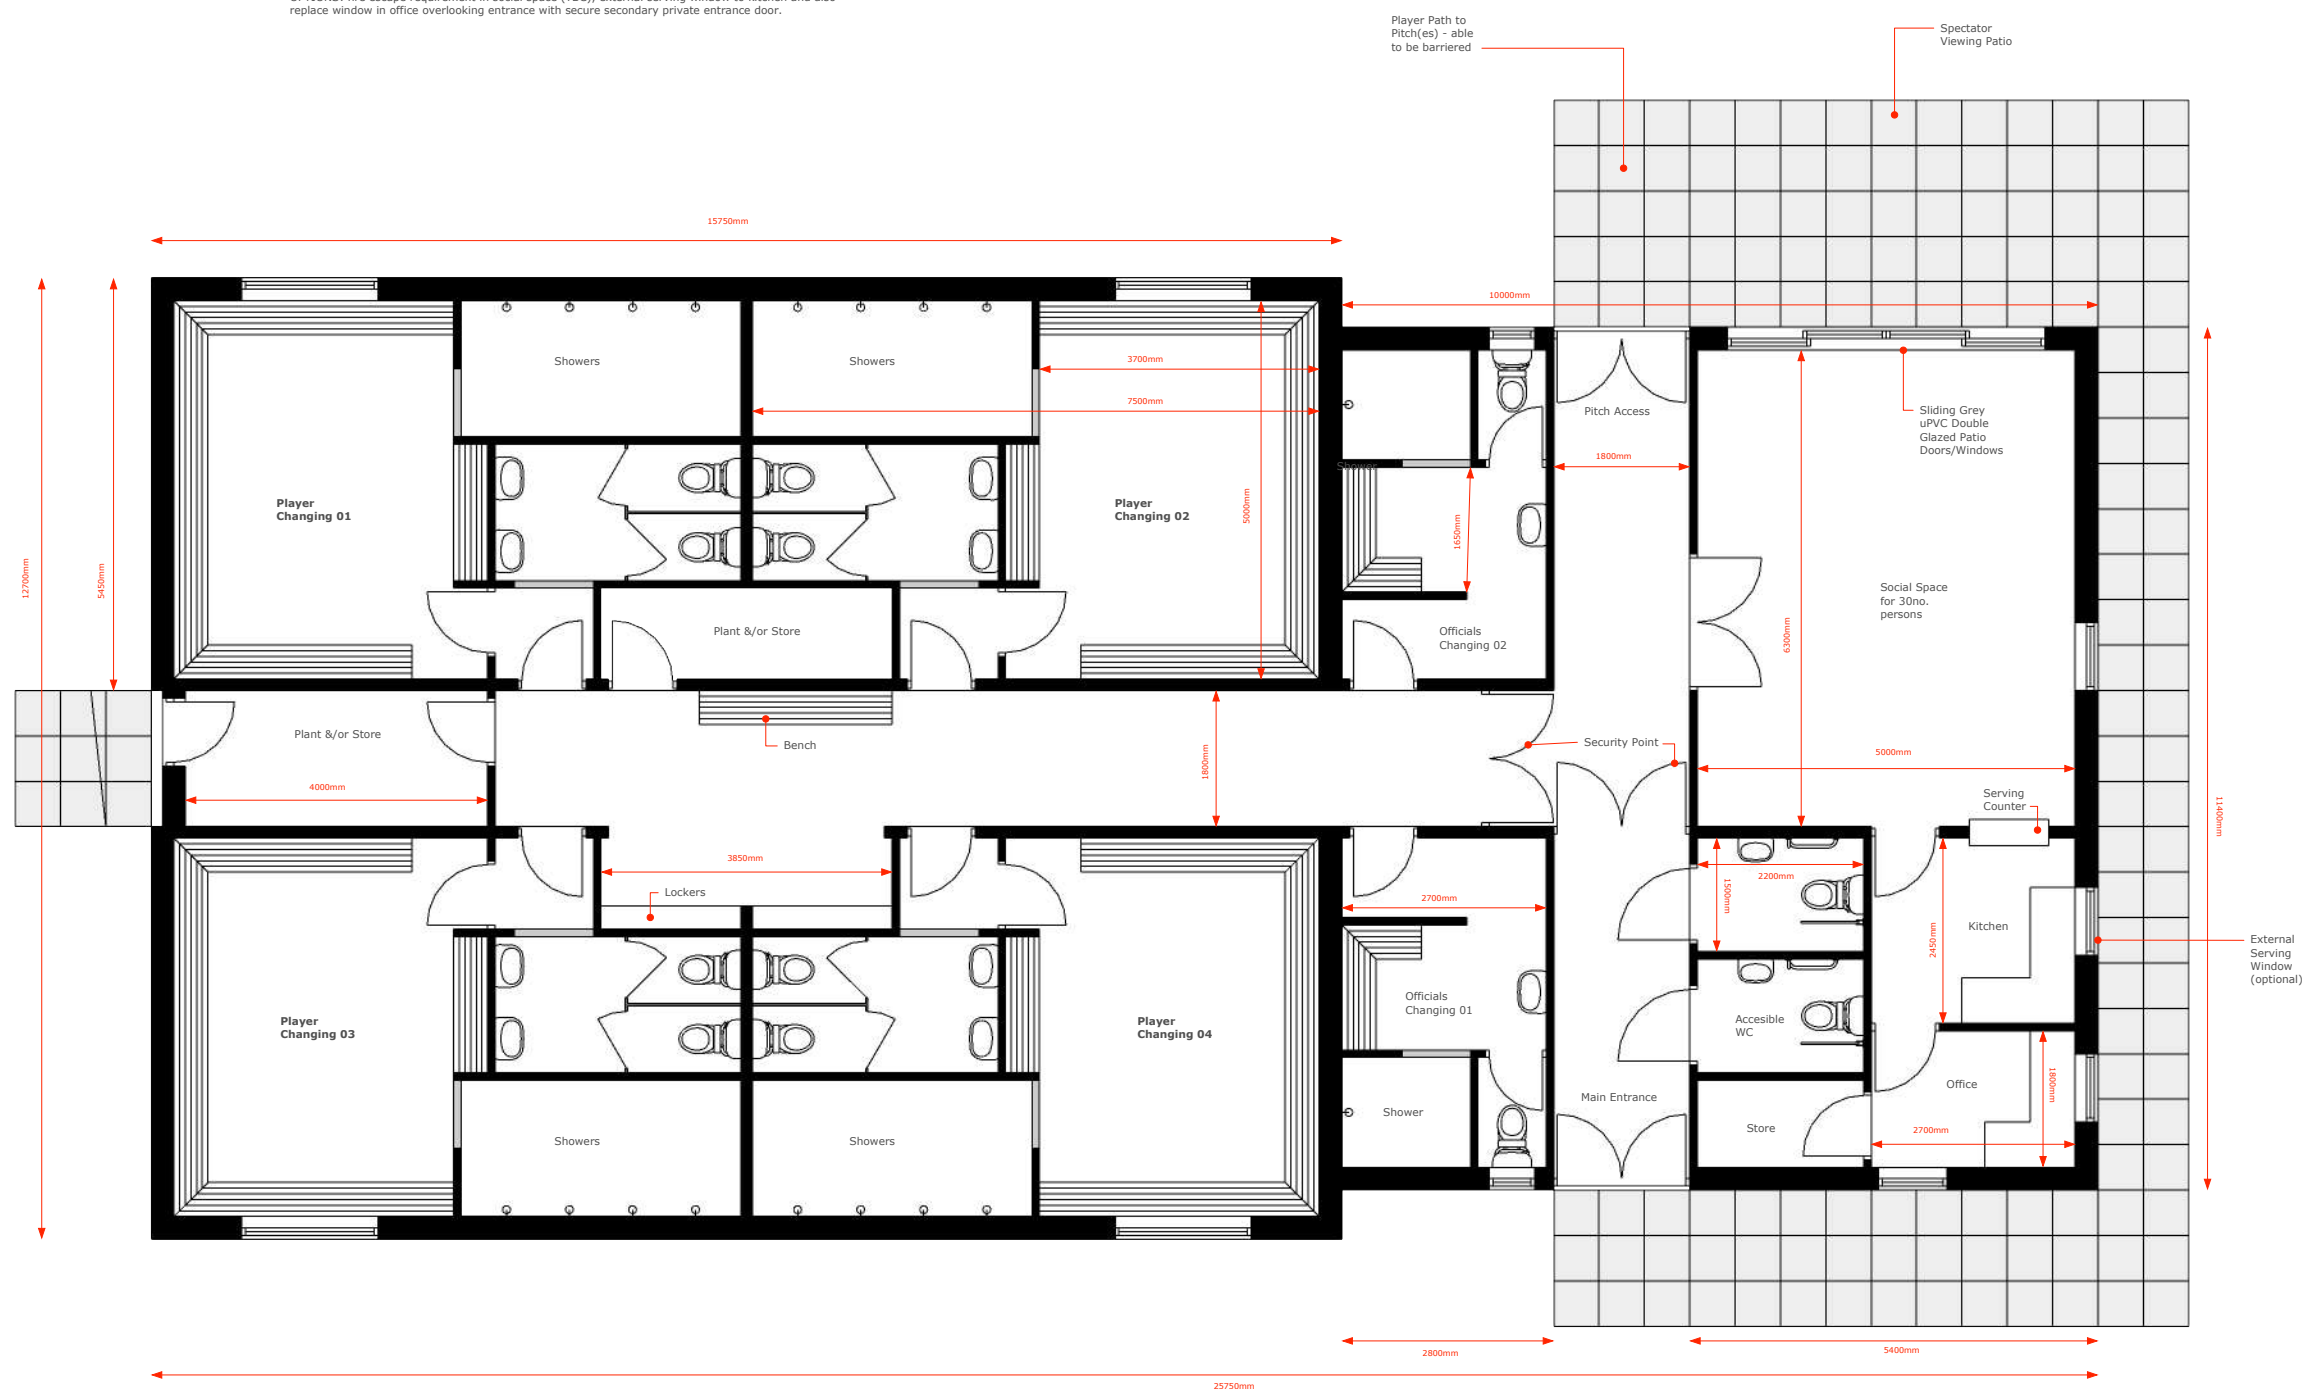 replace window in office overlooking entrance with secure secondary private entrance door.
Player Path to
Pitch(es) - able
to be barriered
Spectator
Viewing Patio
15750mm
10000mm
12700mm
5450mm
Showers
Showers
3700mm
7500mm
5000mm
Player
Changing 01
Player
Changing 02
Shower
1650mm
Pitch Access
1800mm
Sliding Grey
uPVC Double
Glazed Patio
Doors/Windows
Social Space
for 30no.
persons
6300mm
5000mm
Plant &/or Store
Officials
Changing 02
Plant &/or Store
4000mm
Bench
1800mm
Security Point
Serving
Counter
11400mm
3850mm
Lockers
2700mm
2200mm
1500mm
2450mm
Kitchen
External
Serving
Window
(optional)
Player
Changing 03
Player
Changing 04
Officials
Changing 01
Accesible
WC
Office
1800mm
2700mm
Main Entrance
Store
Shower
Showers
Showers
2800mm
5400mm
25750mm